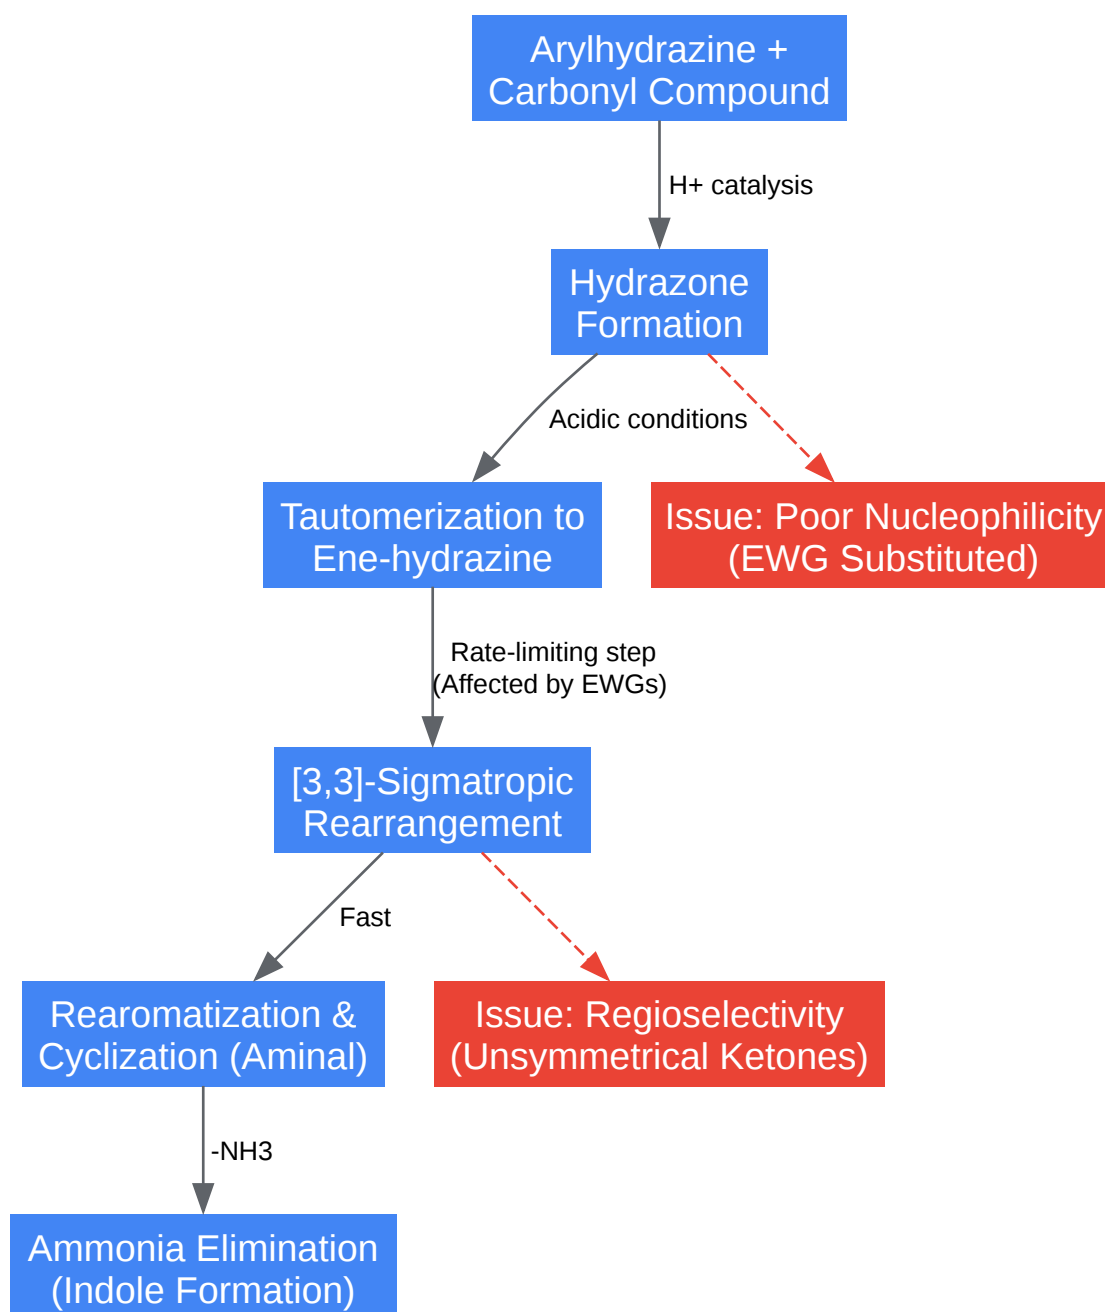 Arylhydrazine +
Carbonyl Compound
H+ catalysis
Hydrazone
Formation
Acidic conditions
Tautomerization to
Ene-hydrazine
Issue: Poor Nucleophilicity
(EWG Substituted)
Rate-limiting step
(Affected by EWGs)
[3,3]-Sigmatropic
Rearrangement
Fast
Rearomatization &
Cyclization (Aminal)
Issue: Regioselectivity
(Unsymmetrical Ketones)
-NH3
Ammonia Elimination
(Indole Formation)